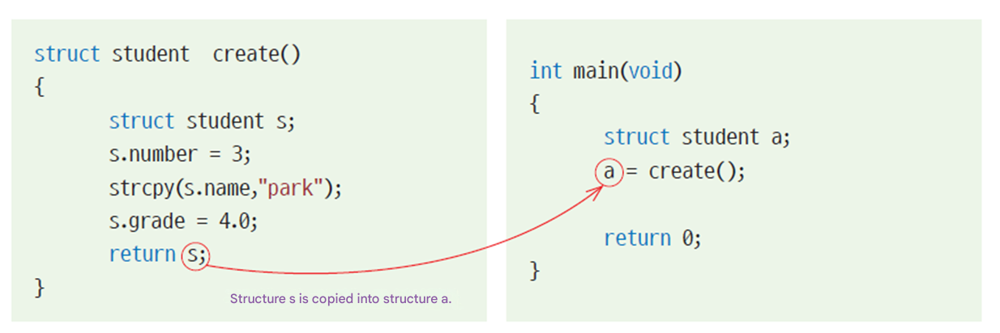 struct student  create()
{
struct student s;
s.number = 3;
strcpy(s.name,"park");
s.grade = 4.0;
return s;
}
Structure s is copied into structure a.
int main(void)
{
struct student a;
a = create();
return 0;
}